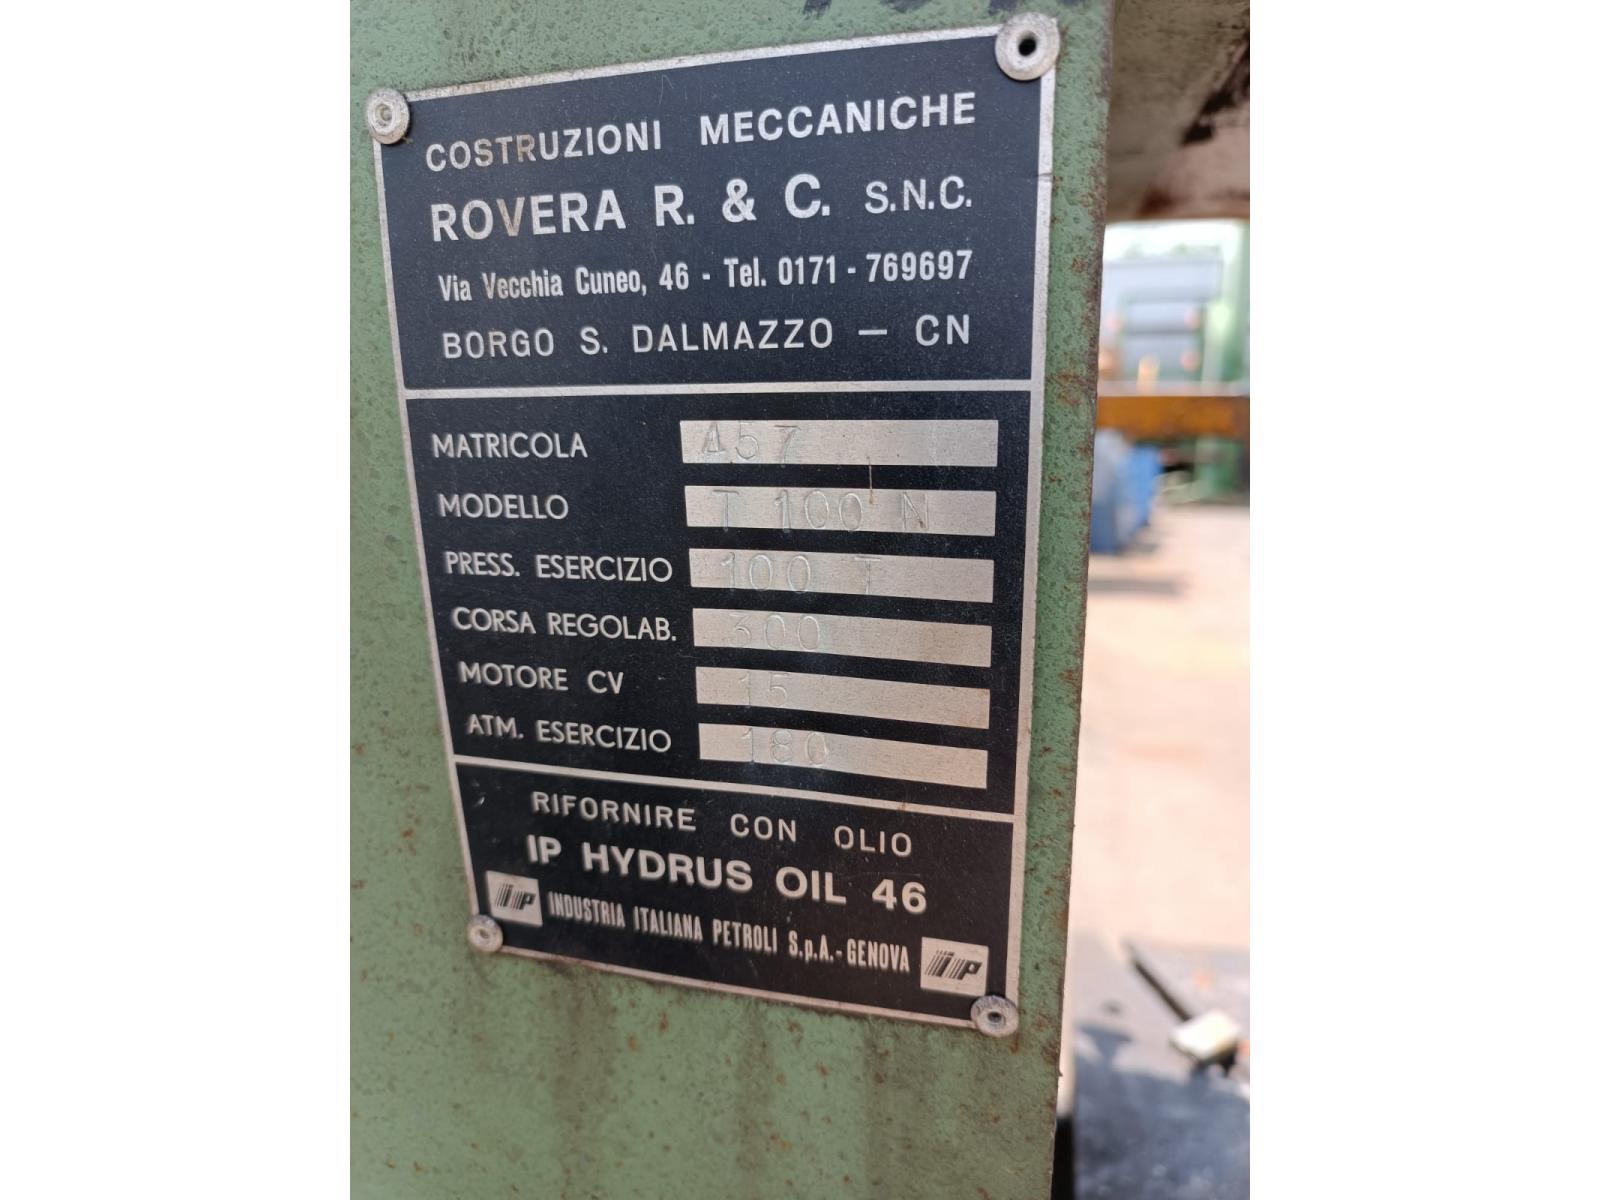 COSTRUZIONI MECCANICHE
ROVERA R. & C. S.N.C.
Via Vecchia Cuneo, 46 - Tel. 0171 - 769697
BORGO S. DALMAZZO — CN
MATRICOLA 457
MODELLO T 100 N
PRESS. ESERCIZIO 100 T
CORSA REGOLAB. 300
MOTORE CV 15
ATM. ESERCIZIO 180
RIFORNIRE CON OLIO
IP HYDRUS OIL 46
IP INDUSTRIA ITALIANA PETROLI S.p.A. - GENOVA IP